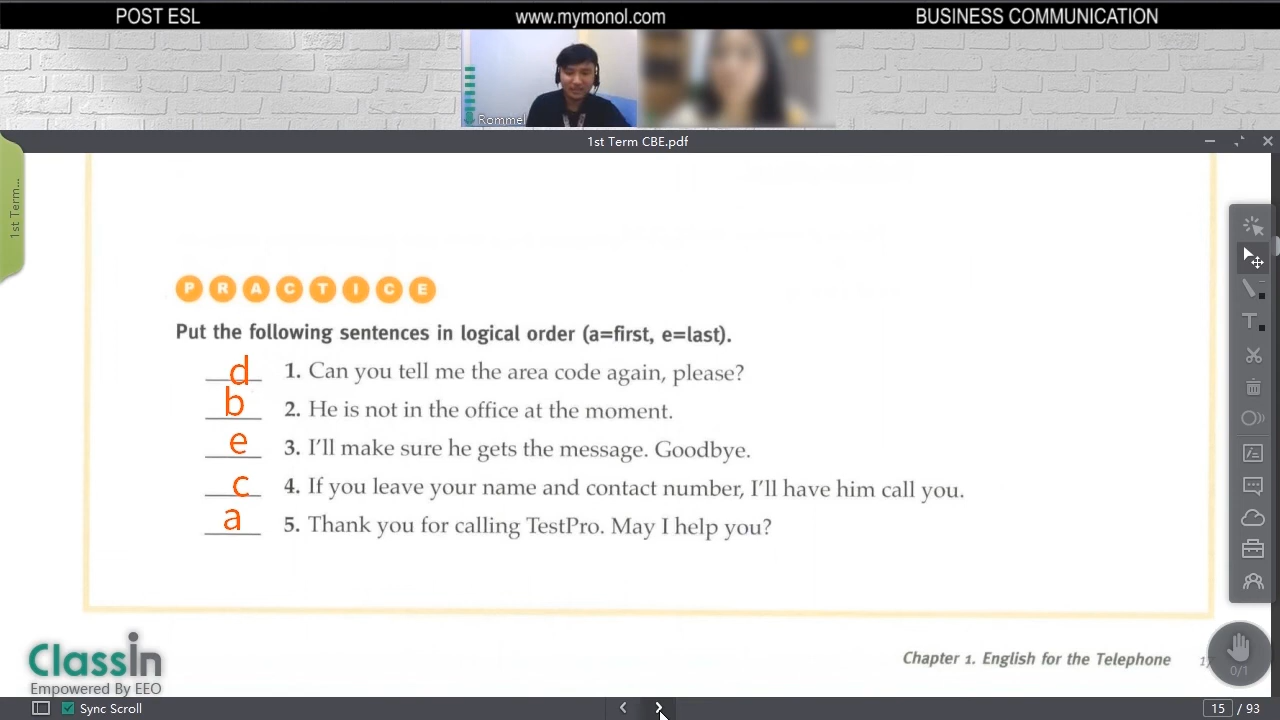 POST ESL www.mymonol.com BUSINESS COMMUNICATION
Rommel
1st Term CBE.pdf
1st Term...
PRACTICE
Put the following sentences in logical order (a=first, e=last).
d 1. Can you tell me the area code again, please?
b 2. He is not in the office at the moment.
e 3. I'll make sure he gets the message. Goodbye.
c 4. If you leave your name and contact number, I'll have him call you.
a 5. Thank you for calling TestPro. May I help you?
ClassIn
Empowered By EEO
Chapter 1. English for the Telephone
0/1
Sync Scroll 15 / 93